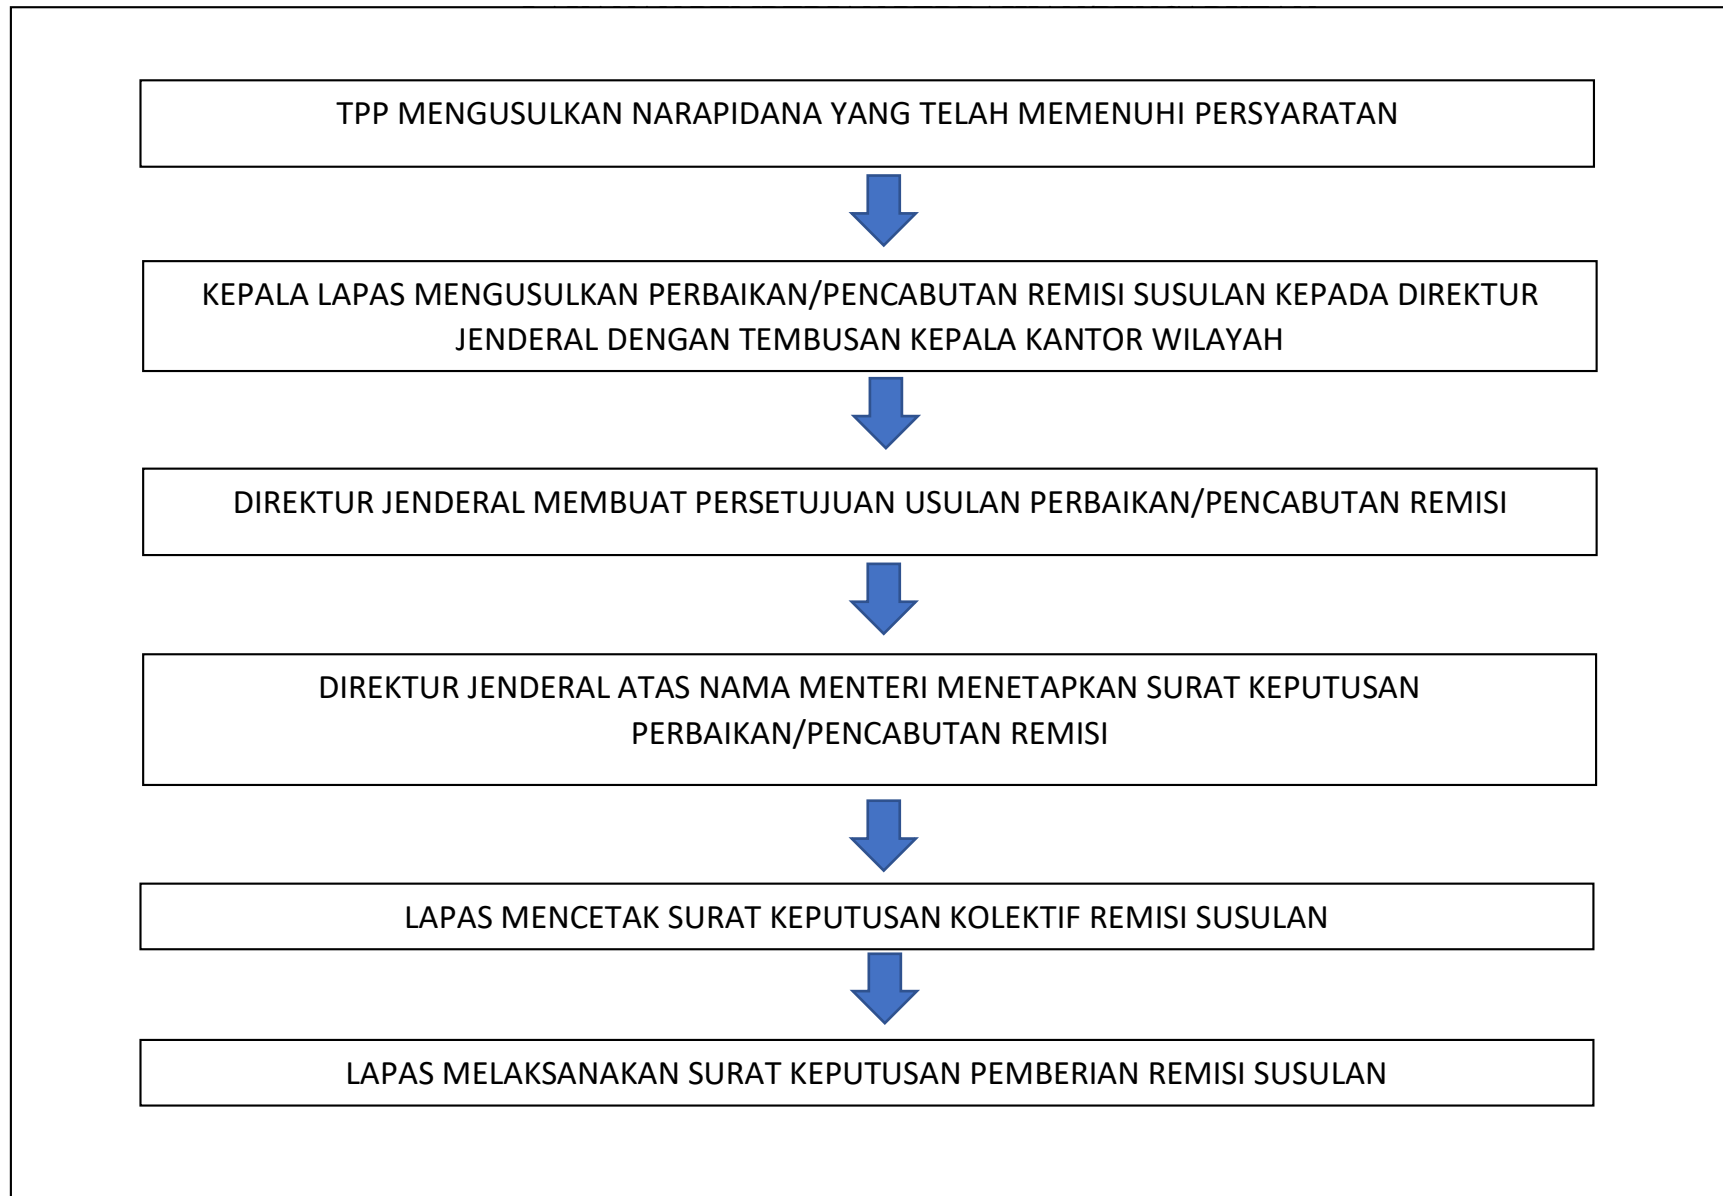 TPP MENGUSULKAN NARAPIDANA YANG TELAH MEMENUHI PERSYARATAN
KEPALA LAPAS MENGUSULKAN PERBAIKAN/PENCABUTAN REMISI SUSULAN KEPADA DIREKTUR
JENDERAL DENGAN TEMBUSAN KEPALA KANTOR WILAYAH
DIREKTUR JENDERAL MEMBUAT PERSETUJUAN USULAN PERBAIKAN/PENCABUTAN REMISI
DIREKTUR JENDERAL ATAS NAMA MENTERI MENETAPKAN SURAT KEPUTUSAN
PERBAIKAN/PENCABUTAN REMISI
LAPAS MENCETAK SURAT KEPUTUSAN KOLEKTIF REMISI SUSULAN
LAPAS MELAKSANAKAN SURAT KEPUTUSAN PEMBERIAN REMISI SUSULAN